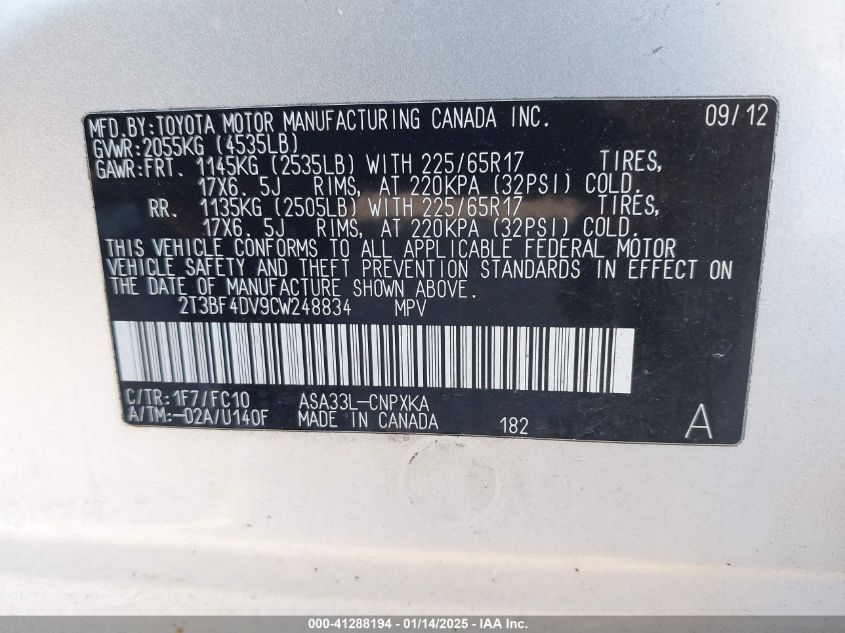 MFD.BY:TOYOTA MOTOR MANUFACTURING CANADA INC. 09/12
GVWR:2055KG (4535LB)
GAWR:FRT. 1145KG (2535LB) WITH 225/65R17 TIRES,
17X6. 5J RIMS, AT 220KPA (32PSI) COLD.
RR. 1135KG (2505LB) WITH 225/65R17 TIRES,
17X6. 5J RIMS, AT 220KPA (32PSI) COLD.
THIS VEHICLE CONFORMS TO ALL APPLICABLE FEDERAL MOTOR
VEHICLE SAFETY AND THEFT PREVENTION STANDARDS IN EFFECT ON
THE DATE OF MANUFACTURE SHOWN ABOVE.
2T3BF4DV9CW248834 MPV
C/TR:1F7/FC10 ASA33L-CNPXKA
A/TM:-02A/U140F MADE IN CANADA 182 A
000-41288194 - 01/14/2025 - IAA Inc.